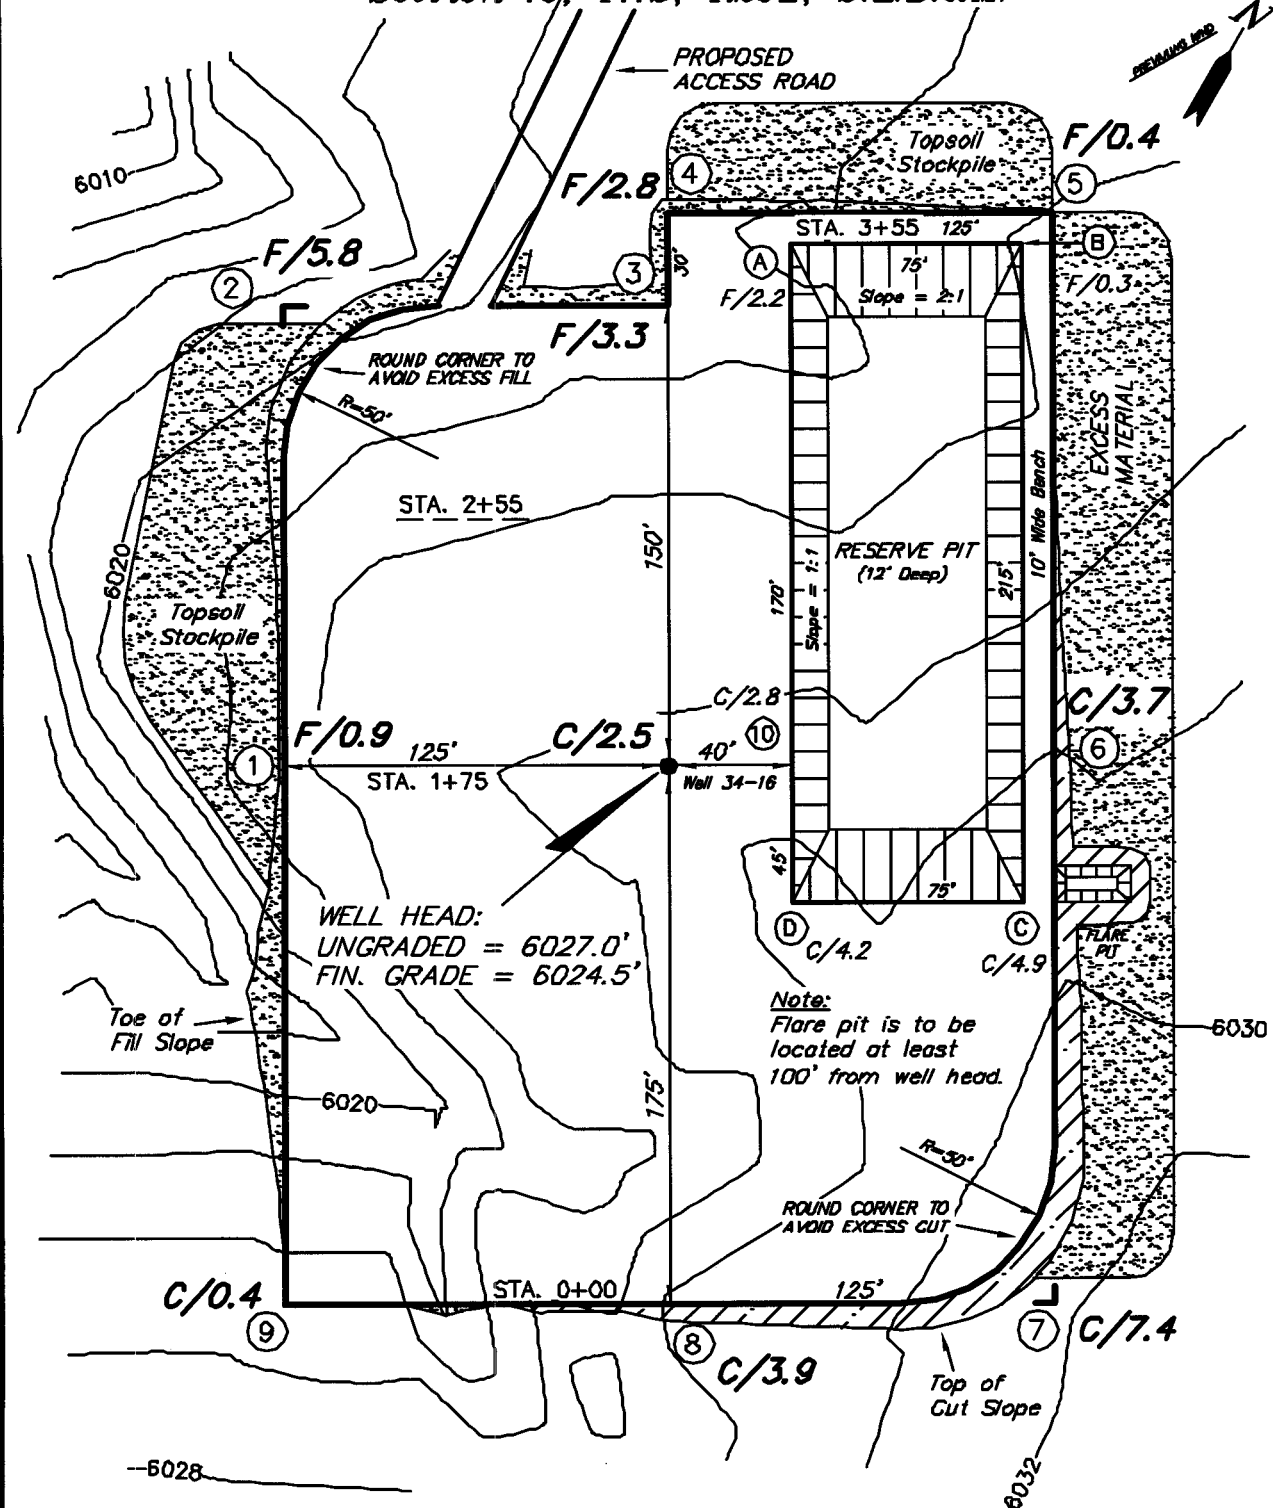 PROPOSED
ACCESS ROAD
PREVAILING WIND
N
Topsoil
Stockpile
F/0.4
6010
F/2.8
4
5
F/5.8
STA. 3+55 125'
B
2
3
30'
A
75'
F/2.2
Slope = 2:1
F/0.3
F/3.3
ROUND CORNER TO
AVOID EXCESS FILL
R=50'
EXCESS
MATERIAL
STA. 2+55
10' Wide Bench
150'
RESERVE PIT
(12' Deep)
6020
170'
Slope = 1:1
215'
Topsoil
Stockpile
C/2.8
C/3.7
F/0.9
C/2.5
10
6
1
125'
40'
STA. 1+75
Well 34-16
45'
75'
WELL HEAD:
UNGRADED = 6027.0'
FIN. GRADE = 6024.5'
D
C
C/4.2
C/4.9
FLARE
PIT
Note:
Flare pit is to be
located at least
100' from well head.
Toe of
Fill Slope
6030
6020
175'
R=50'
ROUND CORNER TO
AVOID EXCESS CUT
C/0.4
STA. 0+00
125'
9
8
7
C/7.4
C/3.9
Top of
Cut Slope
6028
6032